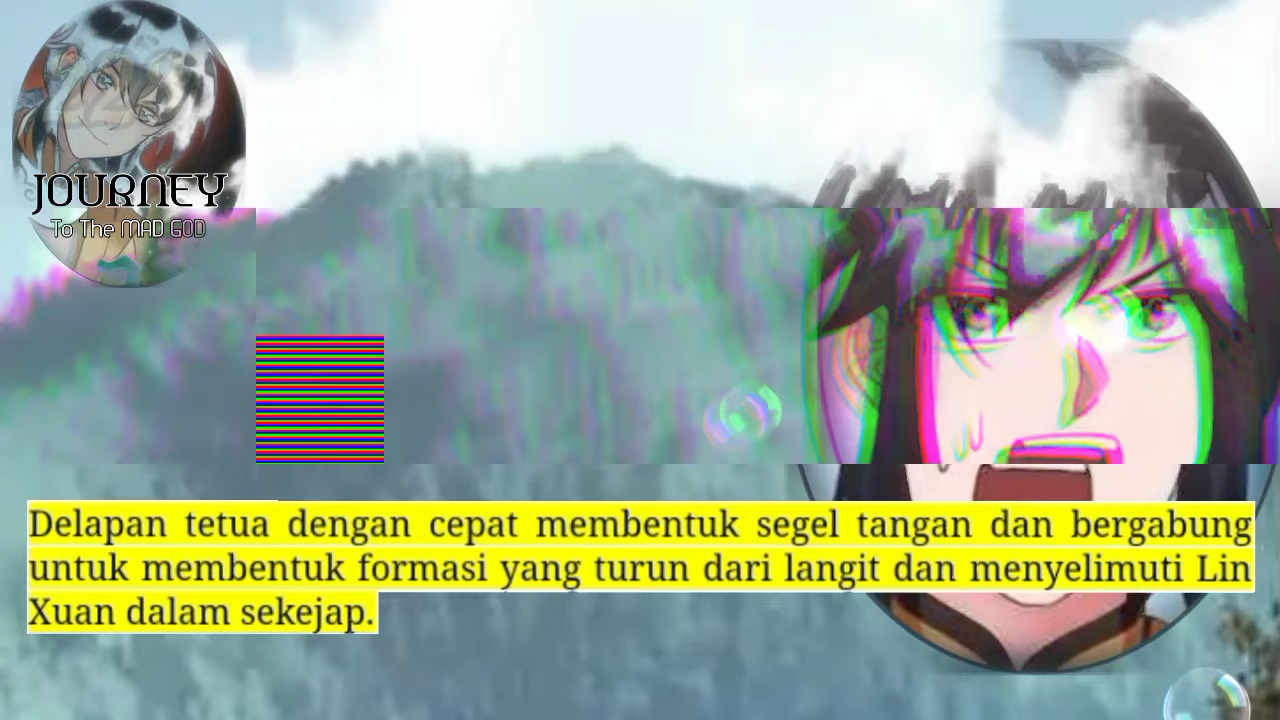 JOURNEY
To The MAD GOD
Delapan tetua dengan cepat membentuk segel tangan dan bergabung
untuk membentuk formasi yang turun dari langit dan menyelimuti Lin
Xuan dalam sekejap.